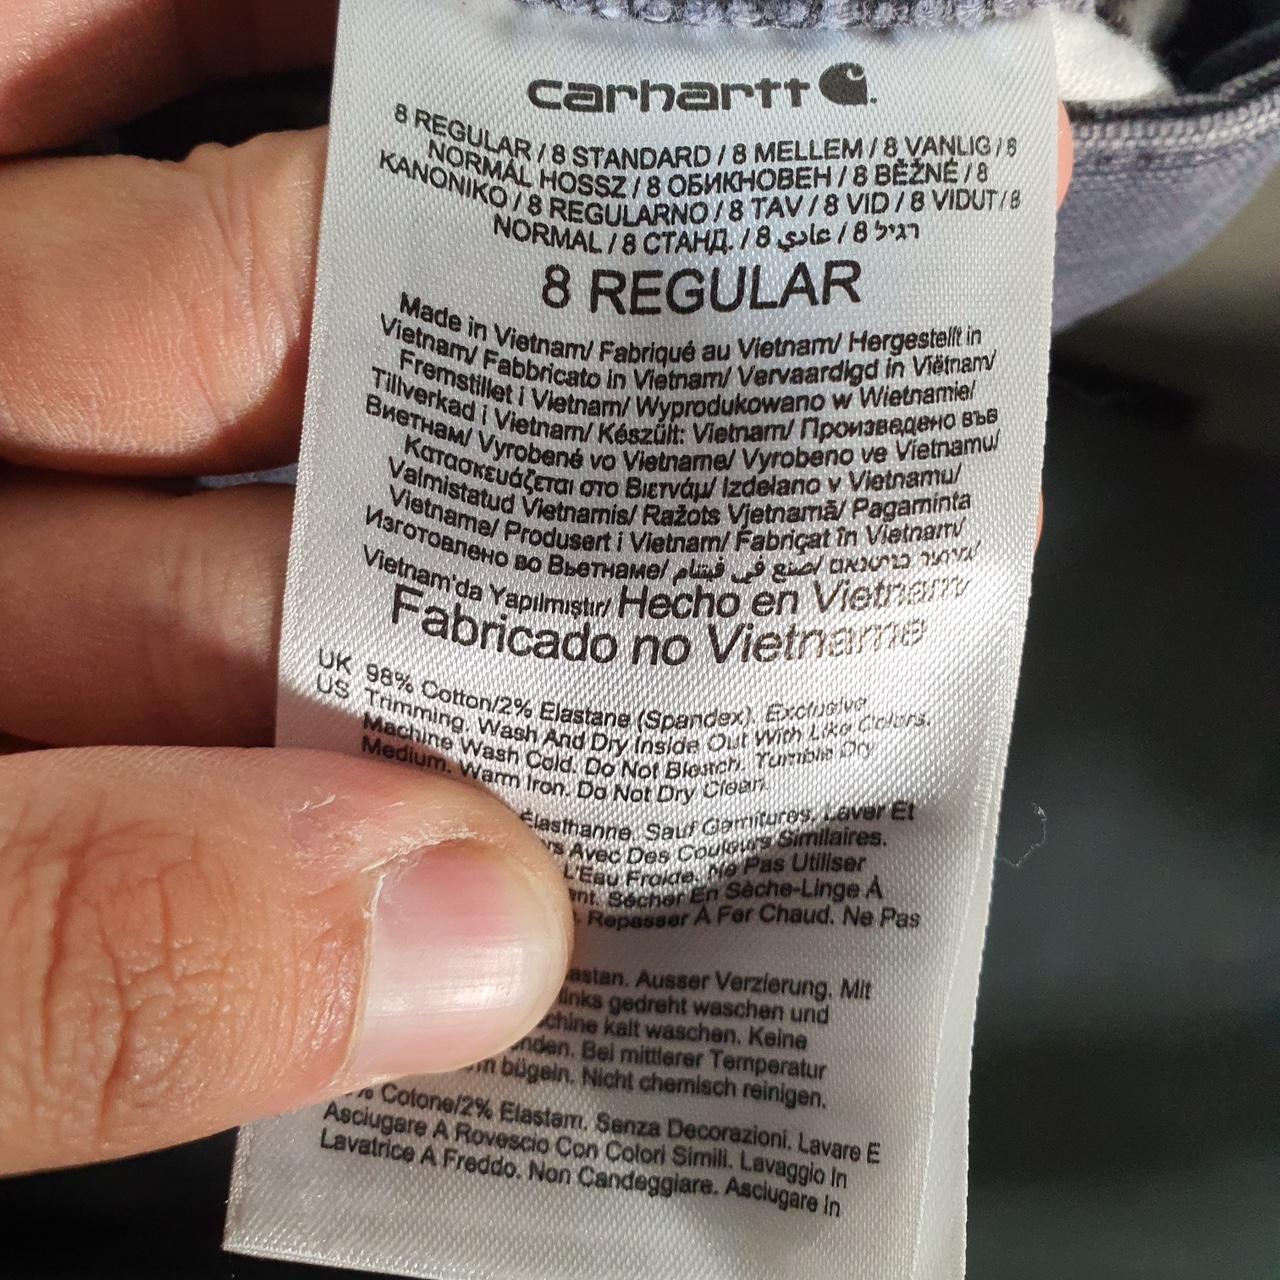 carhartt
8 REGULAR / 8 STANDARD / 8 MELLEM / 8 VANLIG / 8
NORMÁL HOSSZ / 8 ОБИКНОВЕН / 8 BĚŽNÉ / 8
KANONIKO / 8 REGULARNO / 8 TAV / 8 VID / 8 VIDUT / 8
NORMAL / 8 СТАНД. / 8 عادي / 8 רגיל
8 REGULAR
Made in Vietnam/ Fabriqué au Vietnam/ Hergestellt in
Vietnam/ Fabbricato in Vietnam/ Vervaardigd in Viëtnam/
Fremstillet i Vietnam/ Wyprodukowano w Wietnamie/
Tillverkad i Vietnam/ Készült: Vietnam/ Произведено във
Виетнам/ Vyrobené vo Vietname/ Vyrobeno ve Vietnamu/
Κατασκευάζεται στο Βιετνάμ/ Izdelano v Vietnamu/
Valmistatud Vietnamis/ Ražots Vjetnamā/ Pagaminta
Vietname/ Produsert i Vietnam/ Fabricat în Vietnam/
Изготовлено во Вьетнаме/ صنع في فيتنام/
Vietnam'da Yapılmıştır/ Hecho en Vietnam/
Fabricado no Vietname
UK 98% Cotton/2% Elastane (Spandex). Exclusive
US Trimming. Wash And Dry Inside Out With Like Colors.
Machine Wash Cold. Do Not Bleach. Tumble Dry
Medium. Warm Iron. Do Not Dry Clean.
Élasthanne. Sauf Garnitures. Laver Et
Avec Des Couleurs Similaires.
L'Eau Froide. Ne Pas Utiliser
Sécher En Sèche-Linge À
Repasser À Fer Chaud. Ne Pas
Ausser Verzierung. Mit
links gedreht waschen und
kalt waschen. Keine
Bei mittlerer Temperatur
bügeln. Nicht chemisch reinigen.
Cotone/2% Elastam. Senza Decorazioni. Lavare E
Asciugare A Rovescio Con Colori Simili. Lavaggio In
Lavatrice A Freddo. Non Candeggiare. Asciugare In